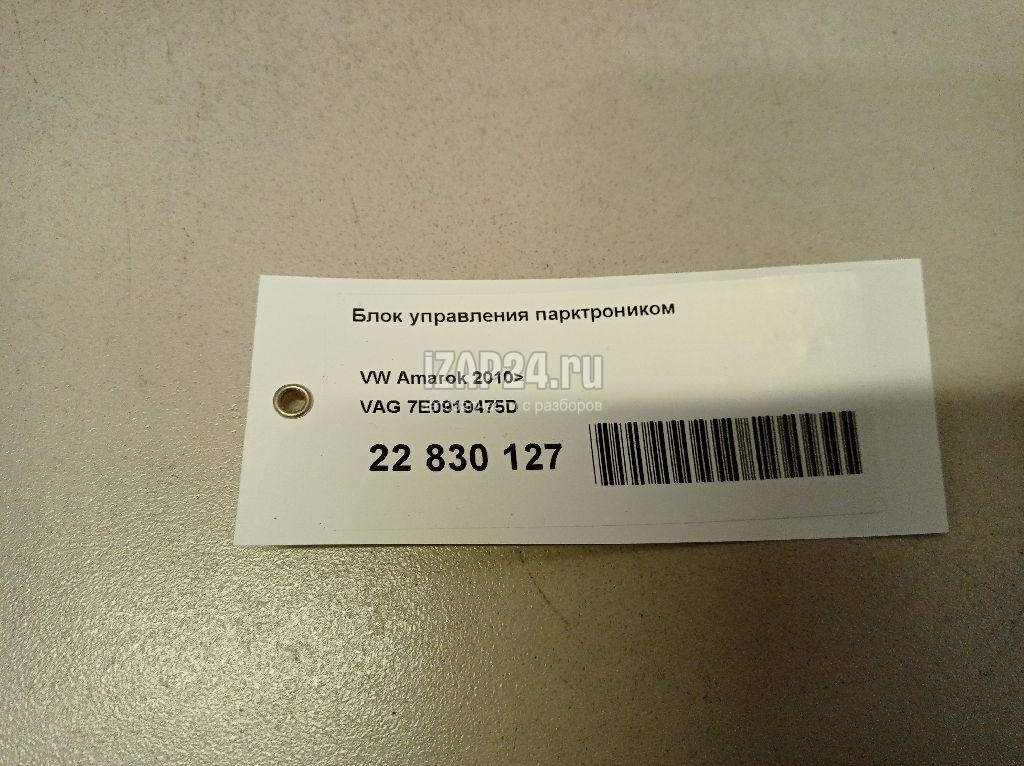 Блок управления парктроником
iZAP24.ru
VW Amarok 2010>
с разборов
VAG 7E0919475D
22 830 127